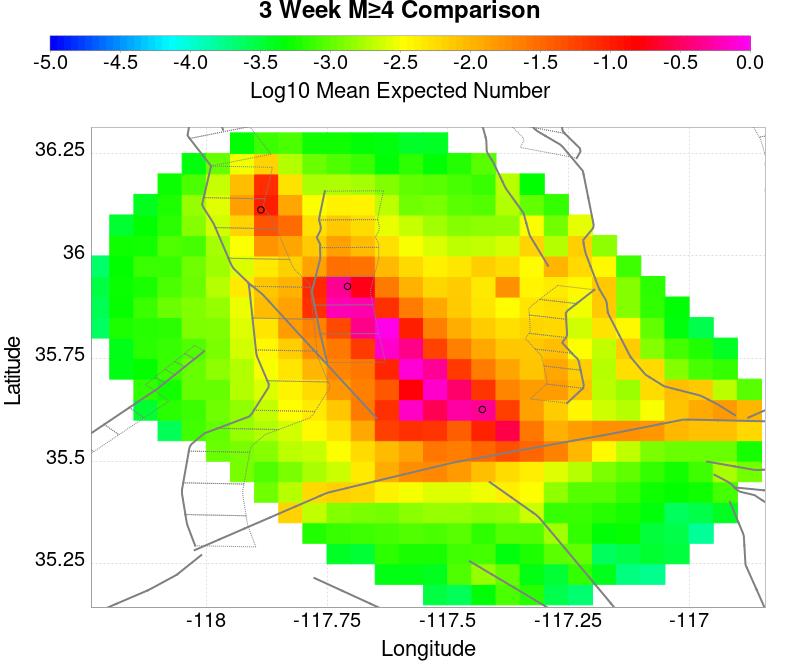 3 Week M≥4 Comparison
-5.0 -4.5 -4.0 -3.5 -3.0 -2.5 -2.0 -1.5 -1.0 -0.5 0.0
Log10 Mean Expected Number
36.25
36
35.75
35.5
35.25
Latitude
-118 -117.75 -117.5 -117.25 -117
Longitude